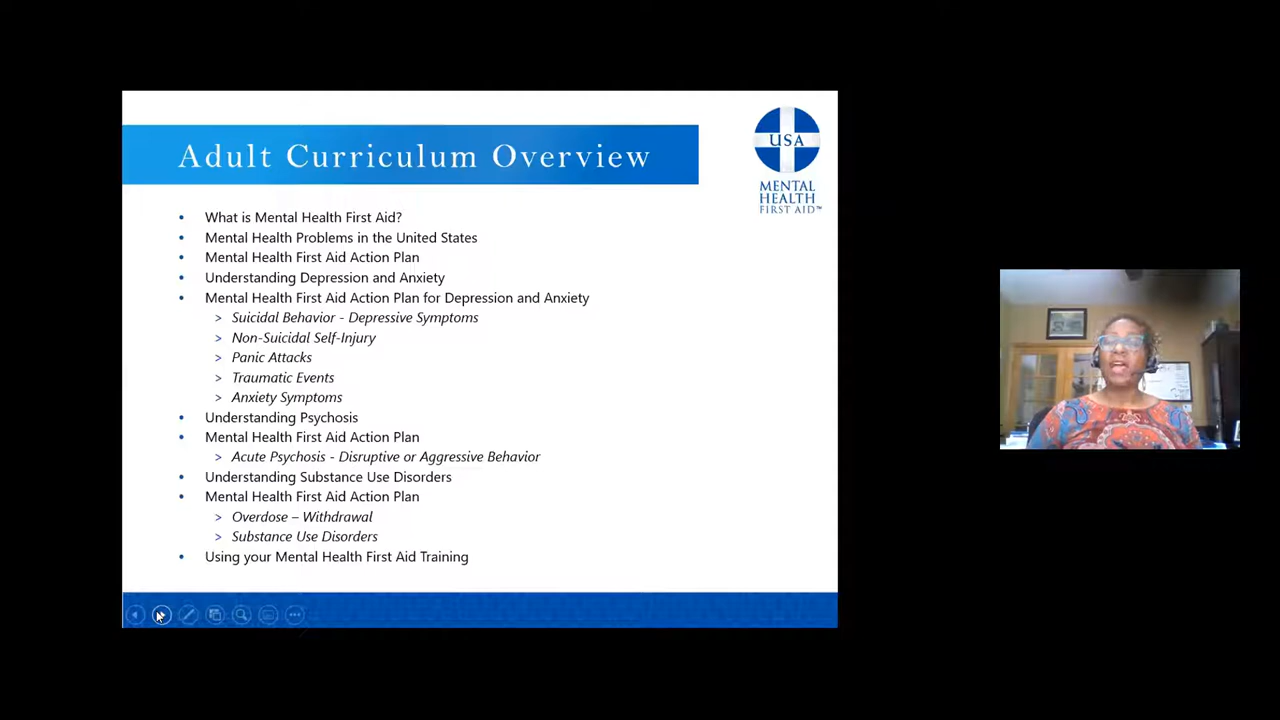 Adult Curriculum Overview
USA
MENTAL
HEALTH
FIRST AID™
• What is Mental Health First Aid?
• Mental Health Problems in the United States
• Mental Health First Aid Action Plan
• Understanding Depression and Anxiety
• Mental Health First Aid Action Plan for Depression and Anxiety
> Suicidal Behavior - Depressive Symptoms
> Non-Suicidal Self-Injury
> Panic Attacks
> Traumatic Events
> Anxiety Symptoms
• Understanding Psychosis
• Mental Health First Aid Action Plan
> Acute Psychosis - Disruptive or Aggressive Behavior
• Understanding Substance Use Disorders
• Mental Health First Aid Action Plan
> Overdose – Withdrawal
> Substance Use Disorders
• Using your Mental Health First Aid Training